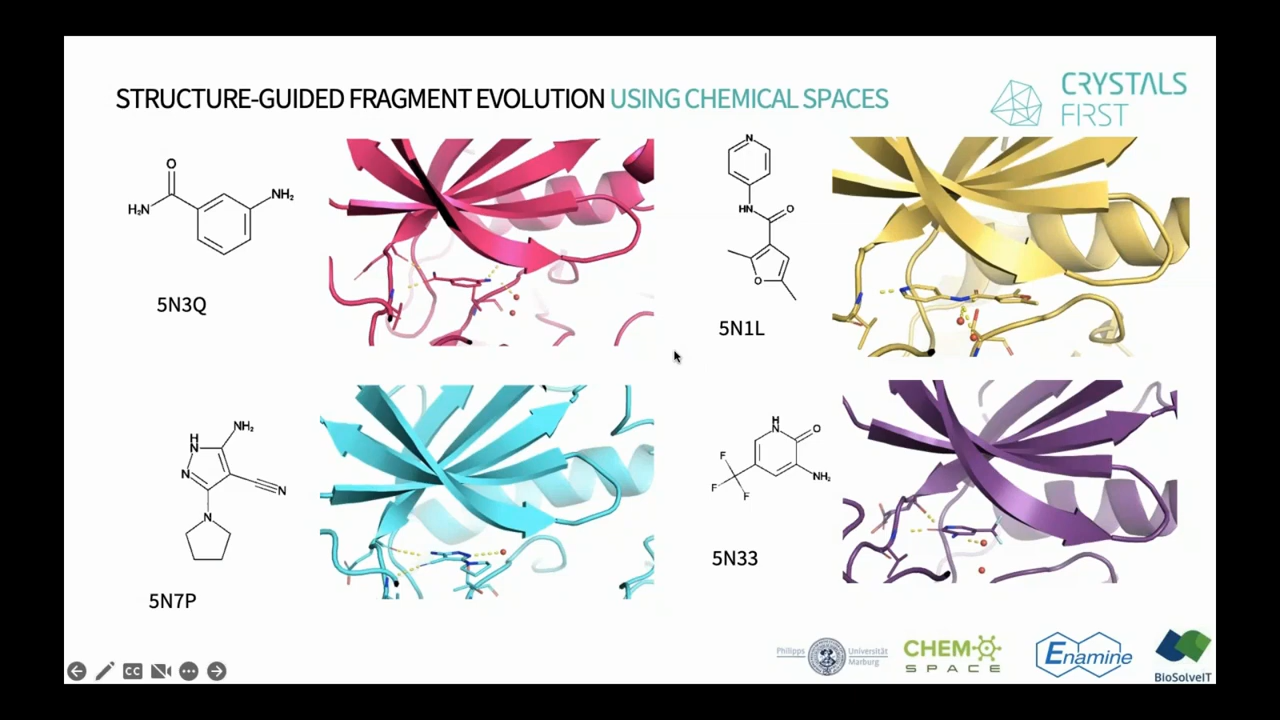 STRUCTURE-GUIDED FRAGMENT EVOLUTION USING CHEMICAL SPACES
CRYSTALS
FIRST
O
H₂N
NH₂
5N3Q
N
HN
O
O
5N1L
H
N
NH₂
N
N
N
5N7P
H
N
O
F
F
F
NH₂
5N33
Philipps
Universität
Marburg
CHEM
SPACE
Enamine
BioSolveIT
CC